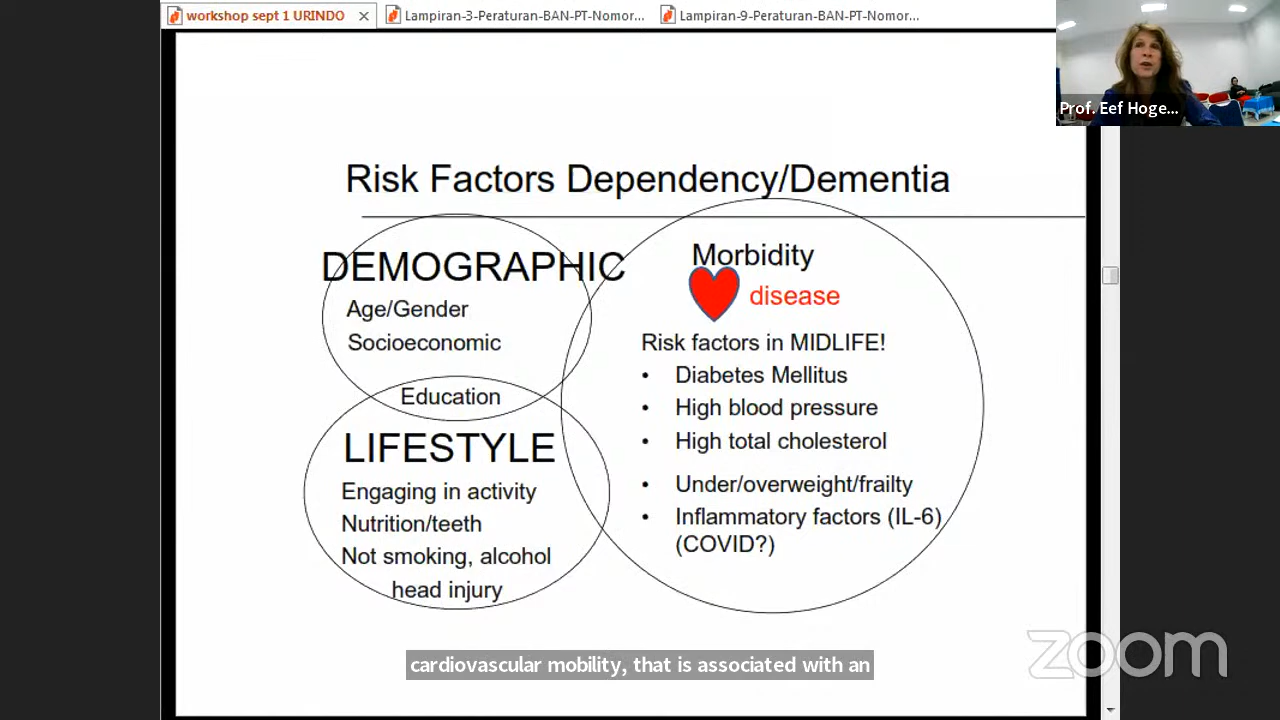 workshop sept 1 URINDO
Lampiran-3-Peraturan-BAN-PT-Nomor...
Lampiran-9-Peraturan-BAN-PT-Nomor...
Prof. Eef Hoge...
Risk Factors Dependency/Dementia
DEMOGRAPHIC
Age/Gender
Socioeconomic
Education
LIFESTYLE
Engaging in activity
Nutrition/teeth
Not smoking, alcohol
head injury
Morbidity
disease
Risk factors in MIDLIFE!
• Diabetes Mellitus
• High blood pressure
• High total cholesterol
• Under/overweight/frailty
• Inflammatory factors (IL-6)
(COVID?)
cardiovascular mobility, that is associated with an
zoom